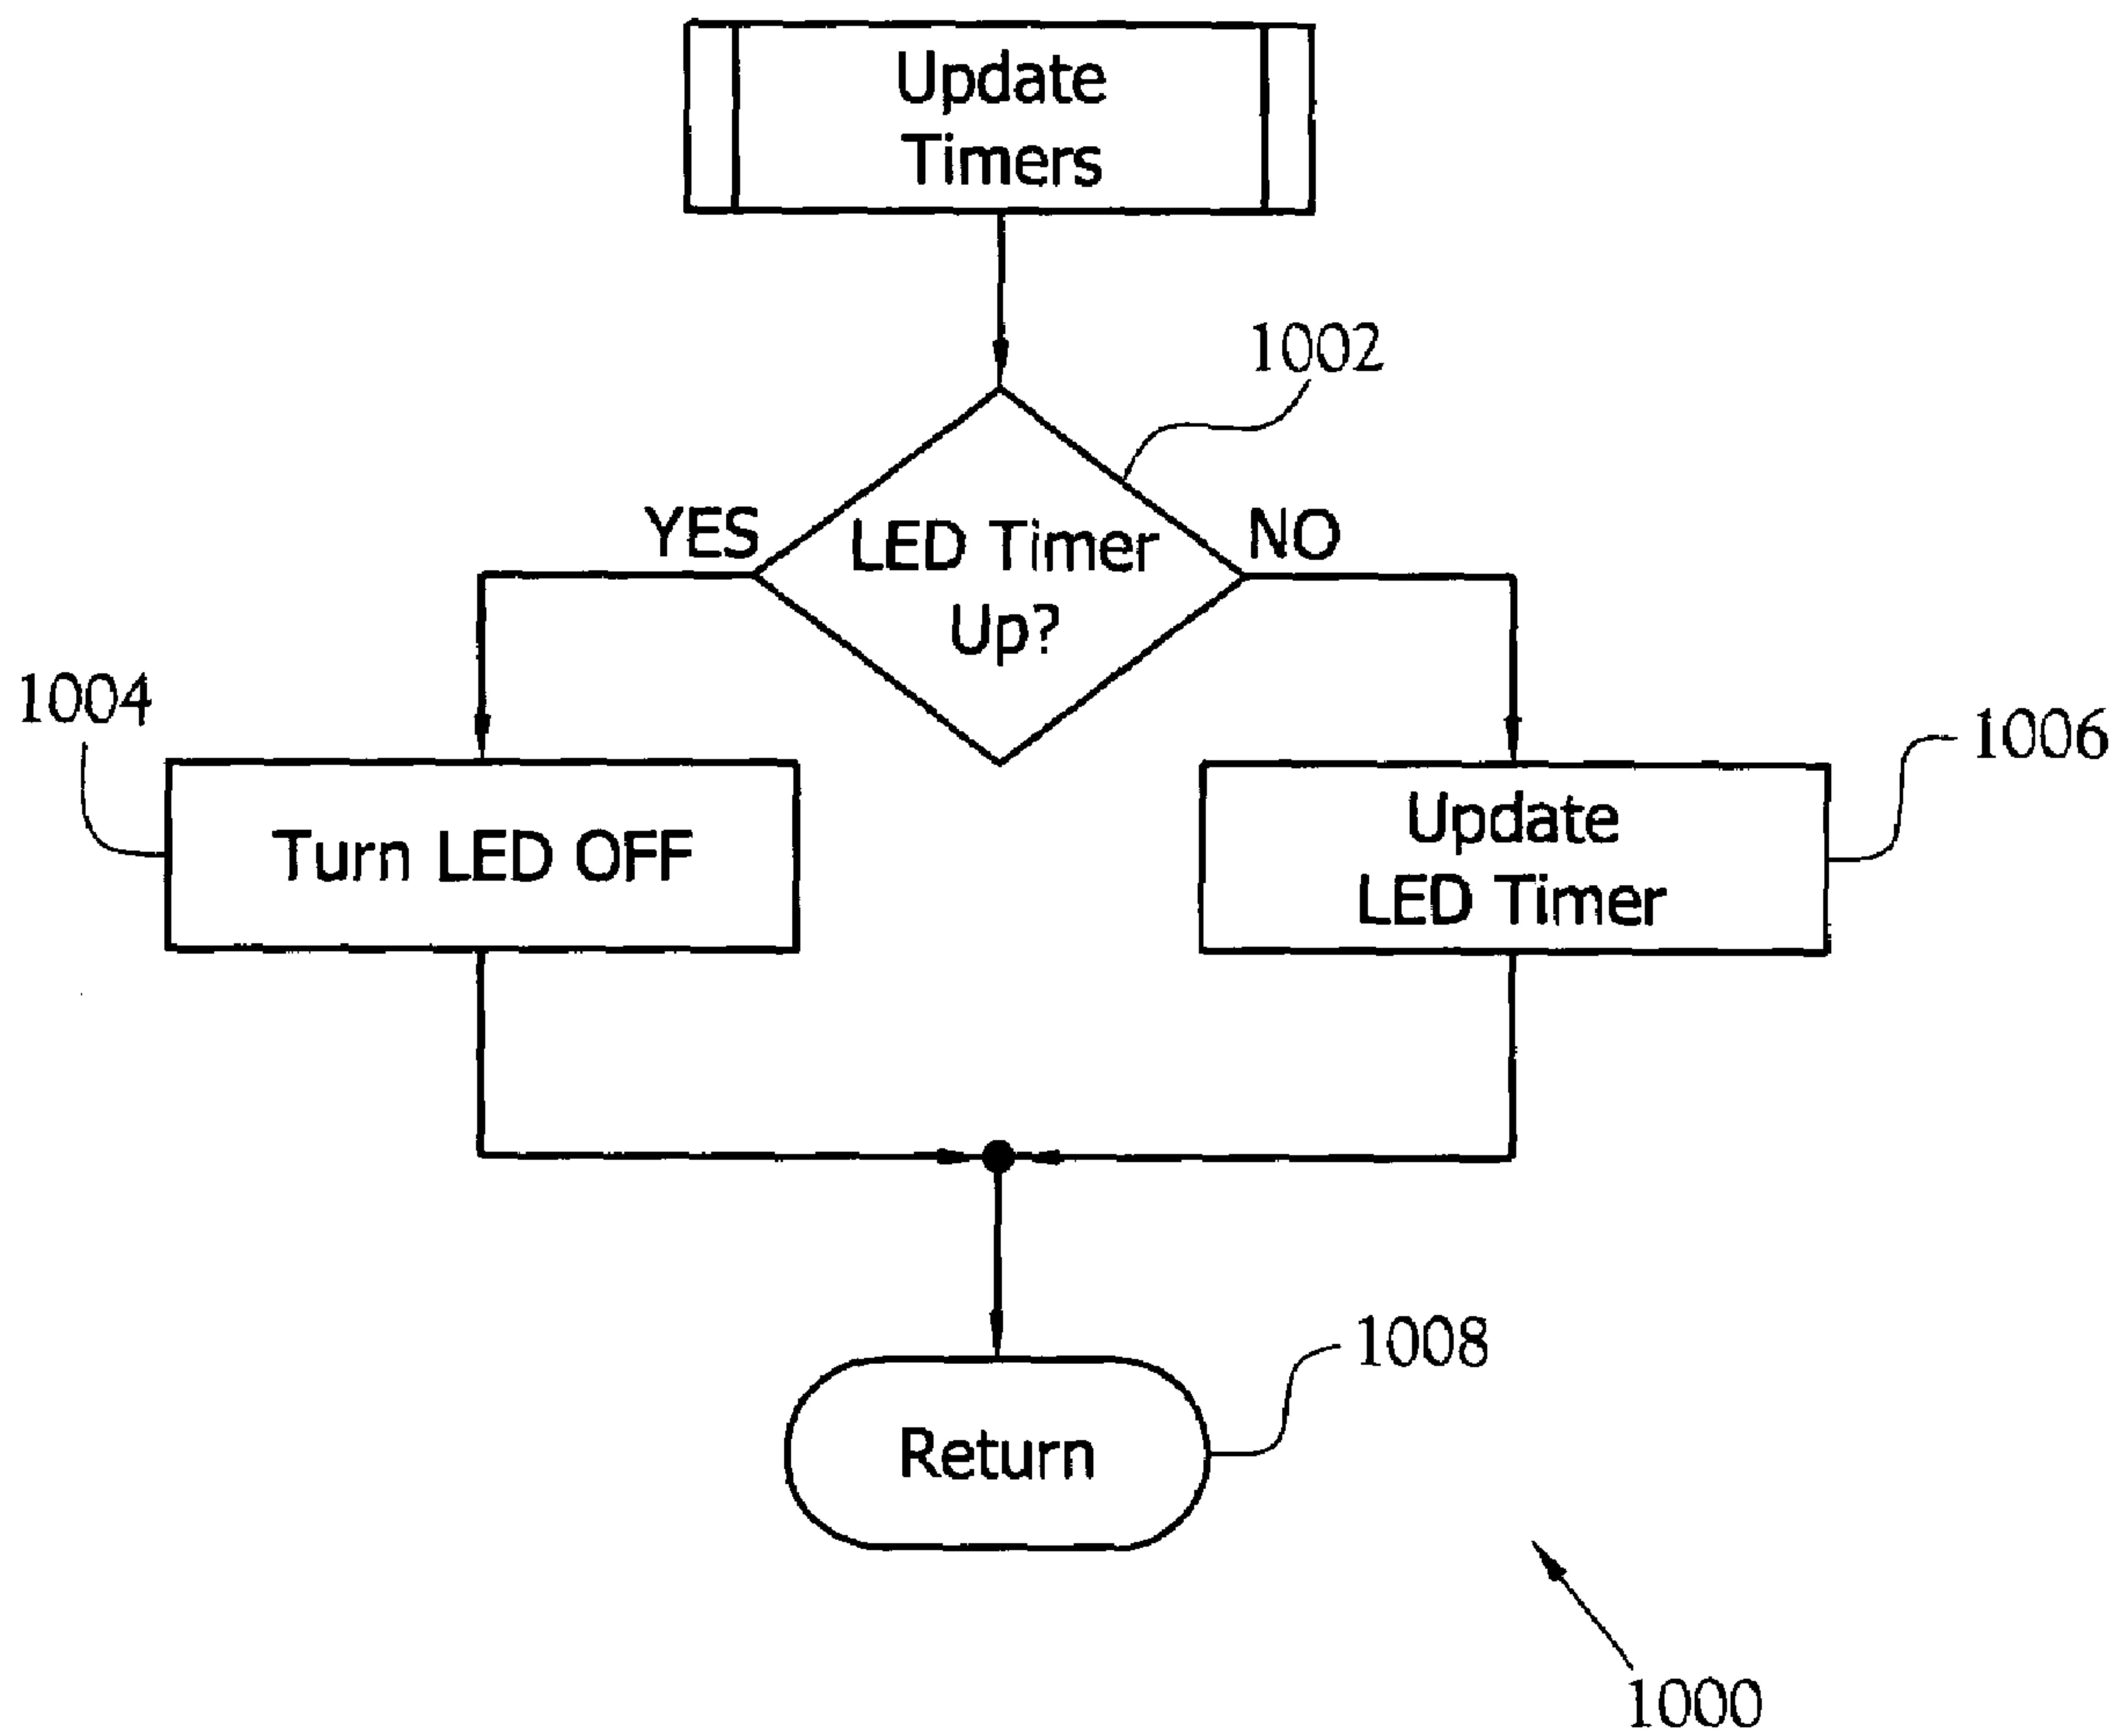 Update
Timers
1002
YES
LED Timer
Up?
NO
1004
Turn LED OFF
1006
Update
LED Timer
1008
Return
1000